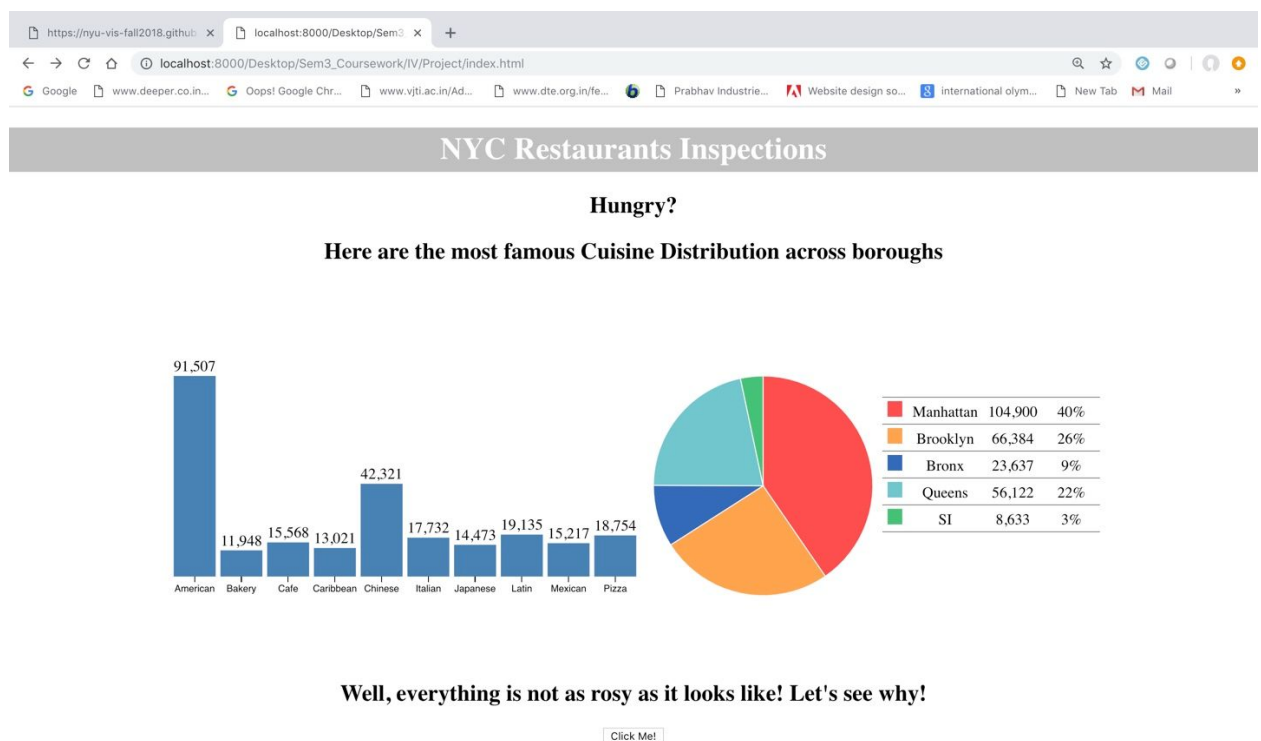 https://nyu-vis-fall2018.github. localhost:8000/Desktop/Sem3_
localhost:8000/Desktop/Sem3_Coursework/IV/Project/index.html
Google www.deeper.co.in... Oops! Google Chr... www.vjti.ac.in/Ad... www.dte.org.in/fe... Prabhav Industrie... Website design so... international olym... New Tab Mail »
NYC Restaurants Inspections
Hungry?
Here are the most famous Cuisine Distribution across boroughs
91,507
11,948 15,568 13,021 42,321 17,732 14,473 19,135 15,217 18,754
American Bakery Cafe Caribbean Chinese Italian Japanese Latin Mexican Pizza
Manhattan 104,900 40%
Brooklyn 66,384 26%
Bronx 23,637 9%
Queens 56,122 22%
SI 8,633 3%
Well, everything is not as rosy as it looks like! Let's see why!
Click Me!